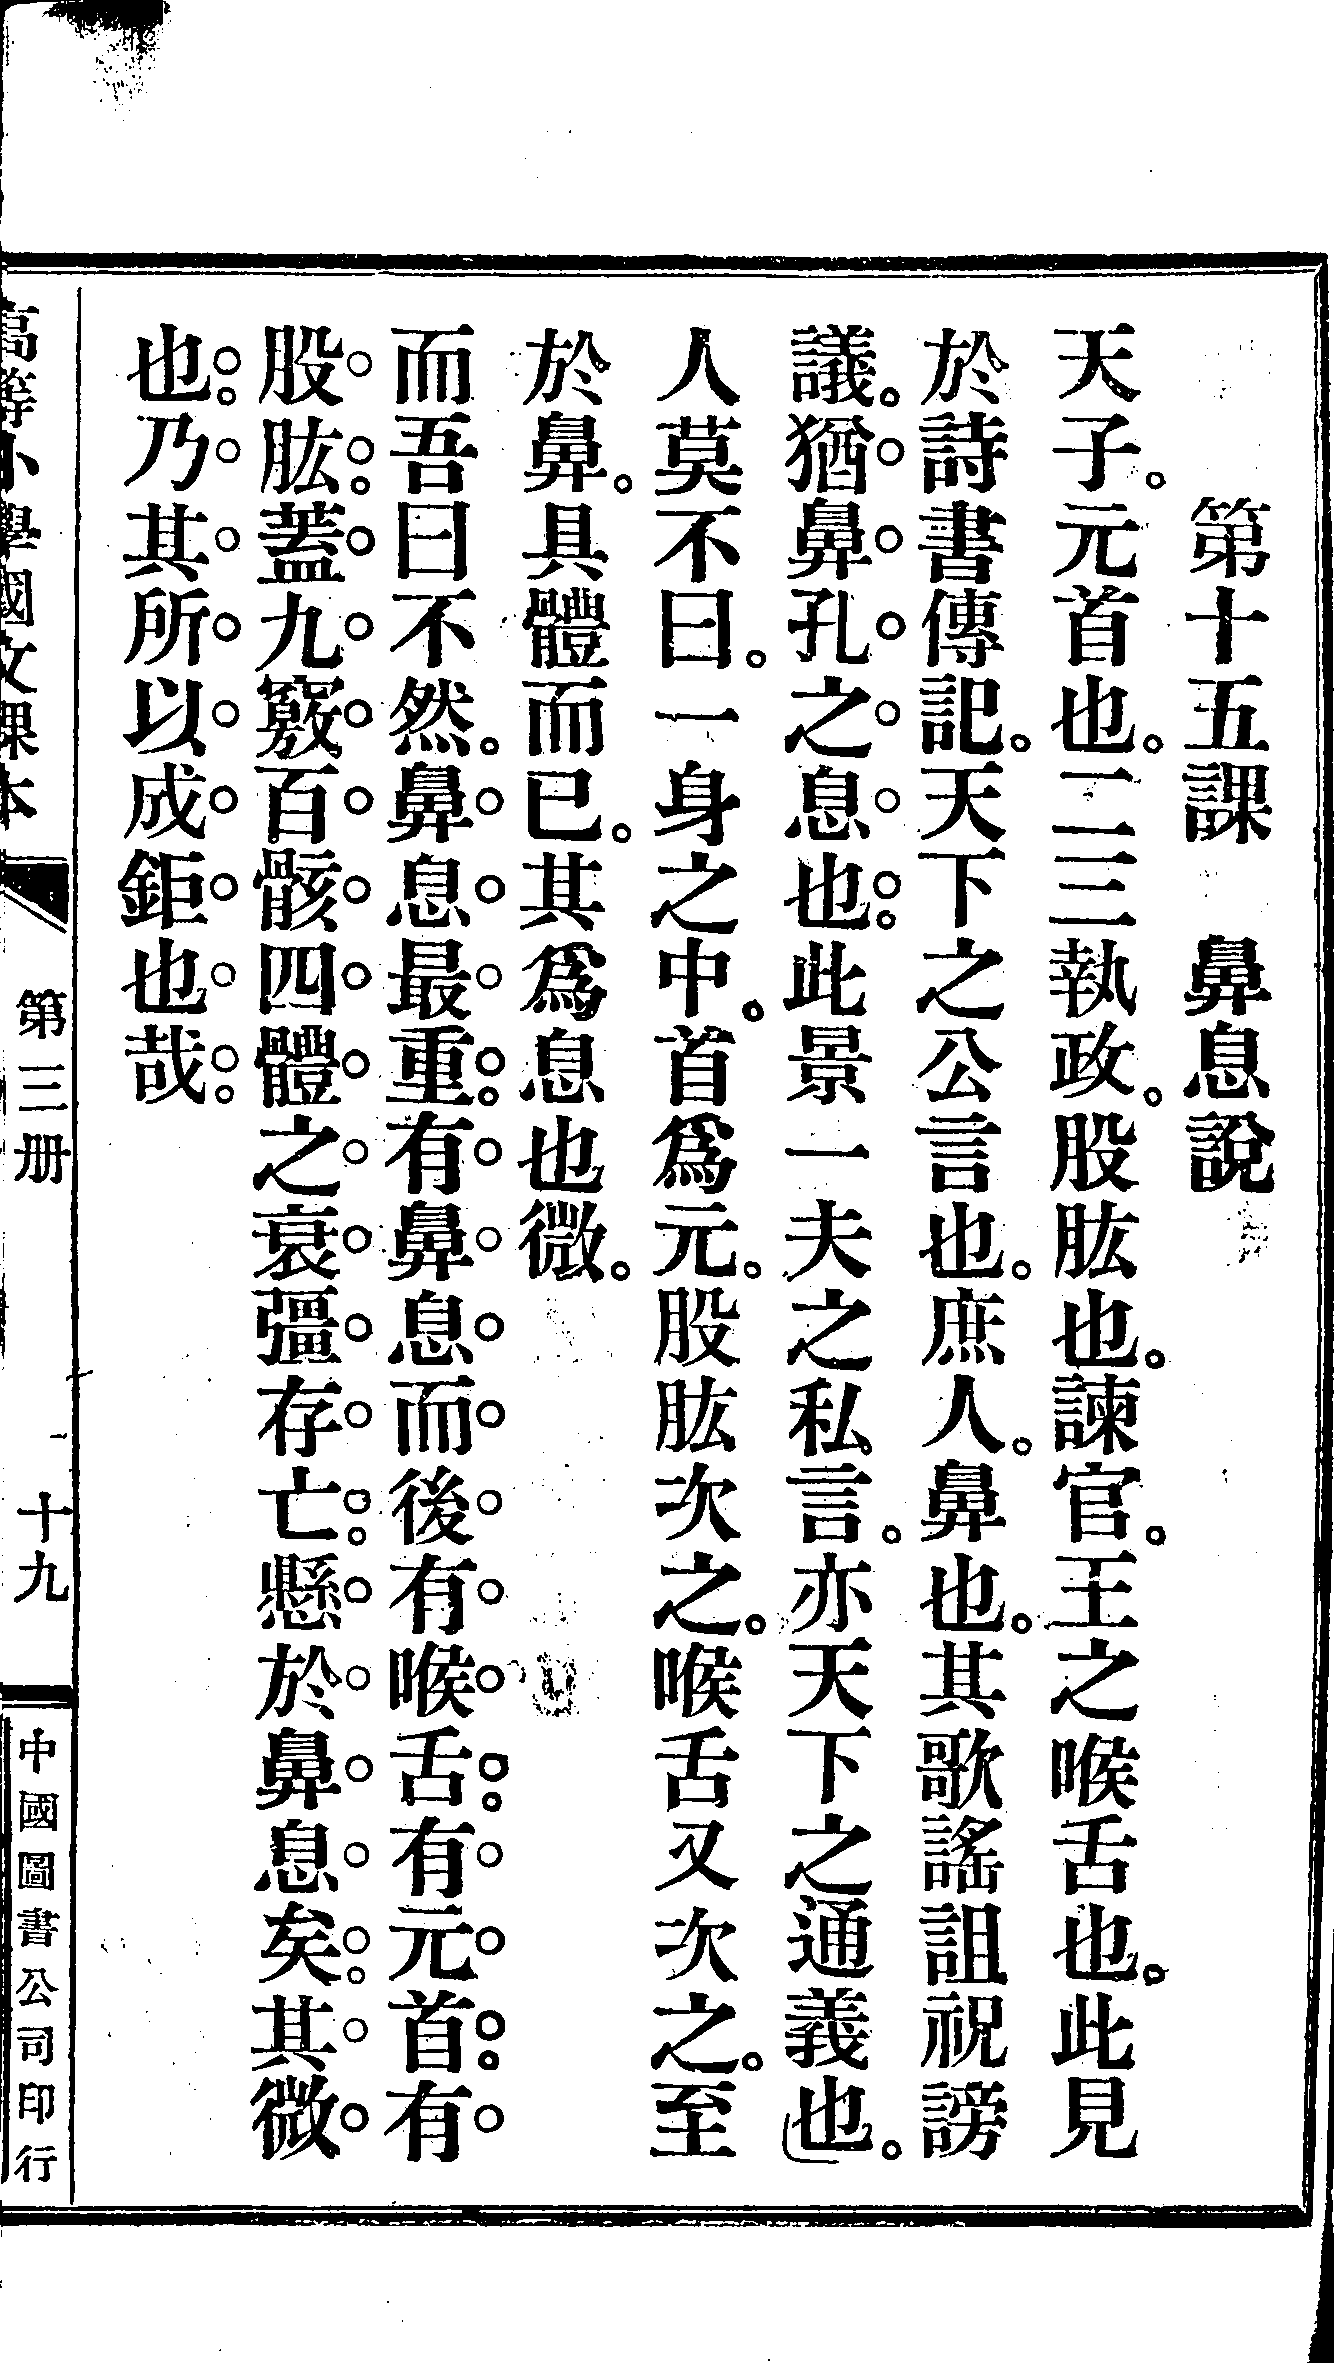 第十五課　鼻息說
天子。元首也。二三執政。股肱也。諫官。王之喉舌也。此見
於詩書傳記。天下之公言也。庶人。鼻也。其歌謠詛祝謗
議。猶鼻孔之息也。此景一夫之私言。亦天下之通義也。
人莫不曰。一身之中。首爲元。股肱次之。喉舌又次之。至
於鼻。具體而已。其爲息也微。
而吾曰不然。鼻息最重。有鼻息而後有喉舌。有元首。有
股肱。蓋九竅百骸四體之衰彊存亡。懸於鼻息矣。其微
也。乃其所以成鉅也哉。
高等小學國文課本　第三册　十九　中國圖書公司印行